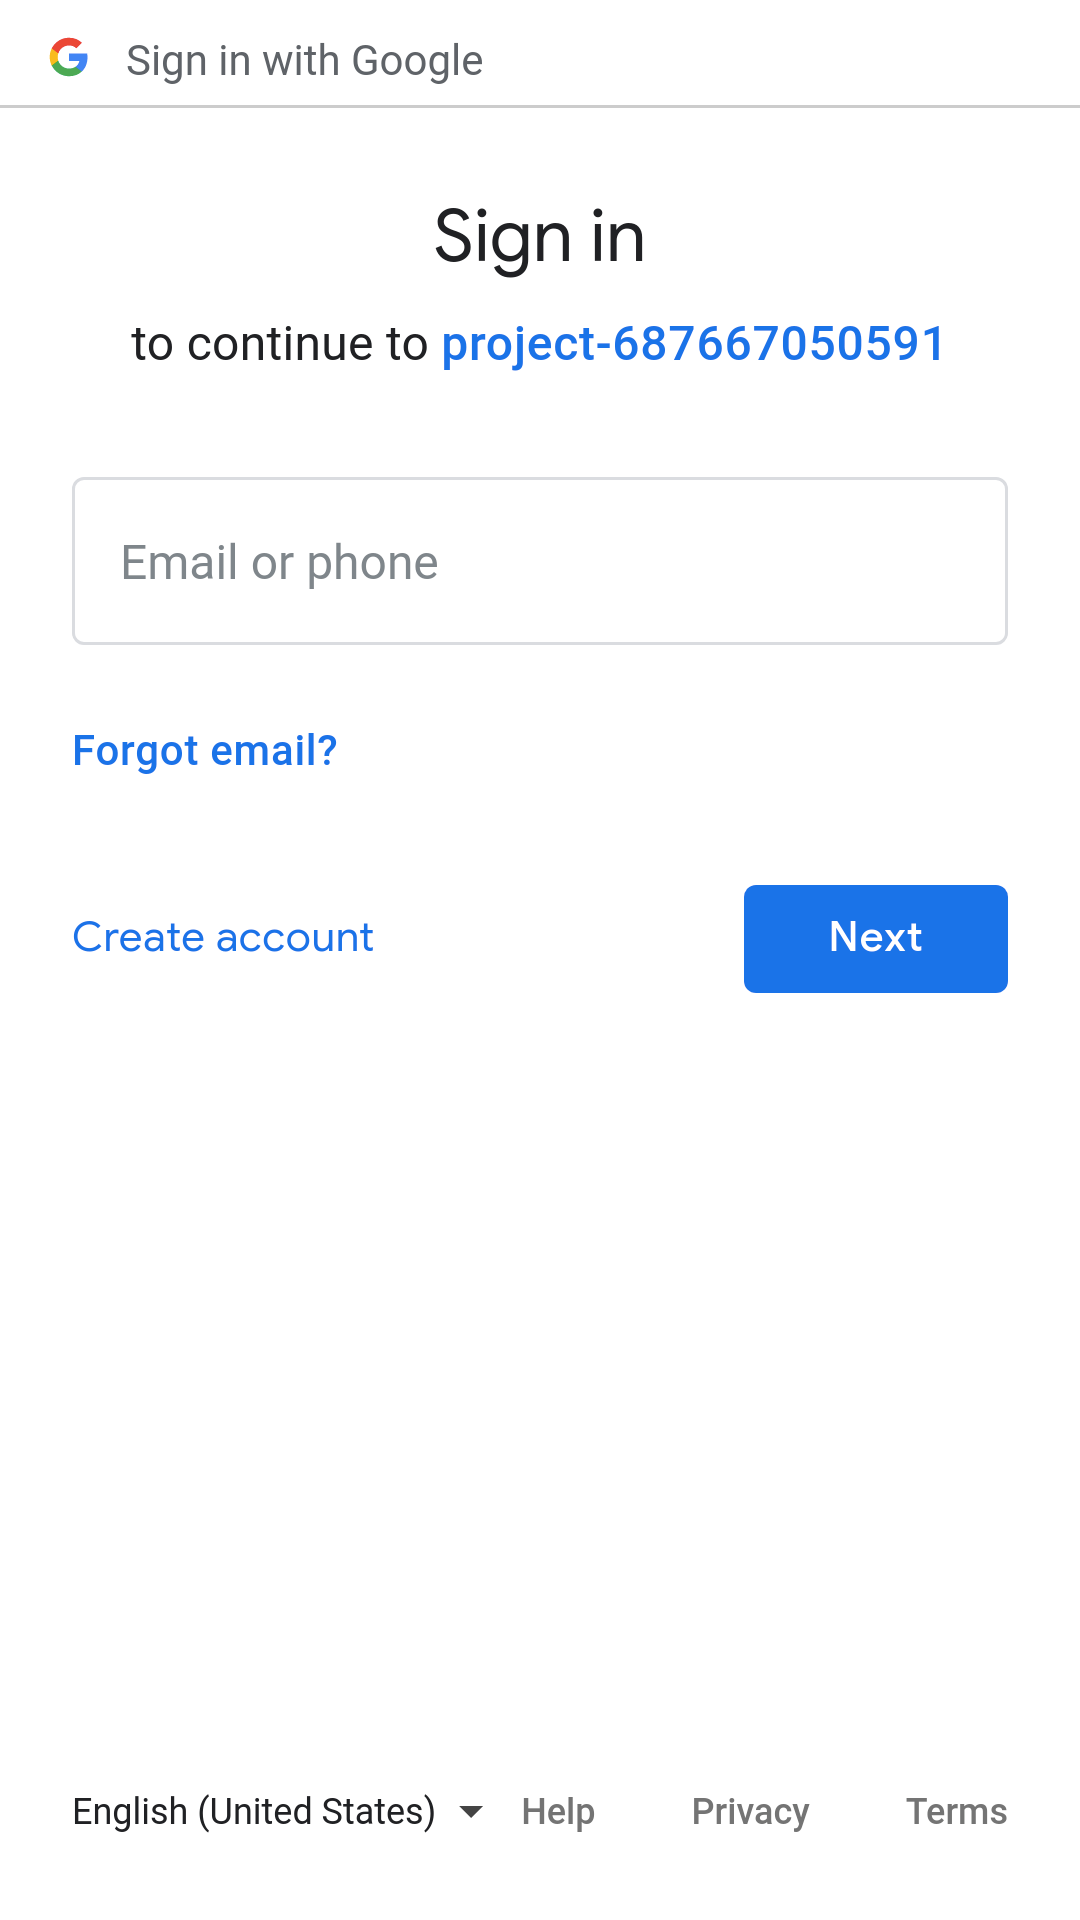 Sign in with Google
Sign in
to continue to project-687667050591
Email or phone
Forgot email?
Create account
Next
English (United States) Help Privacy Terms